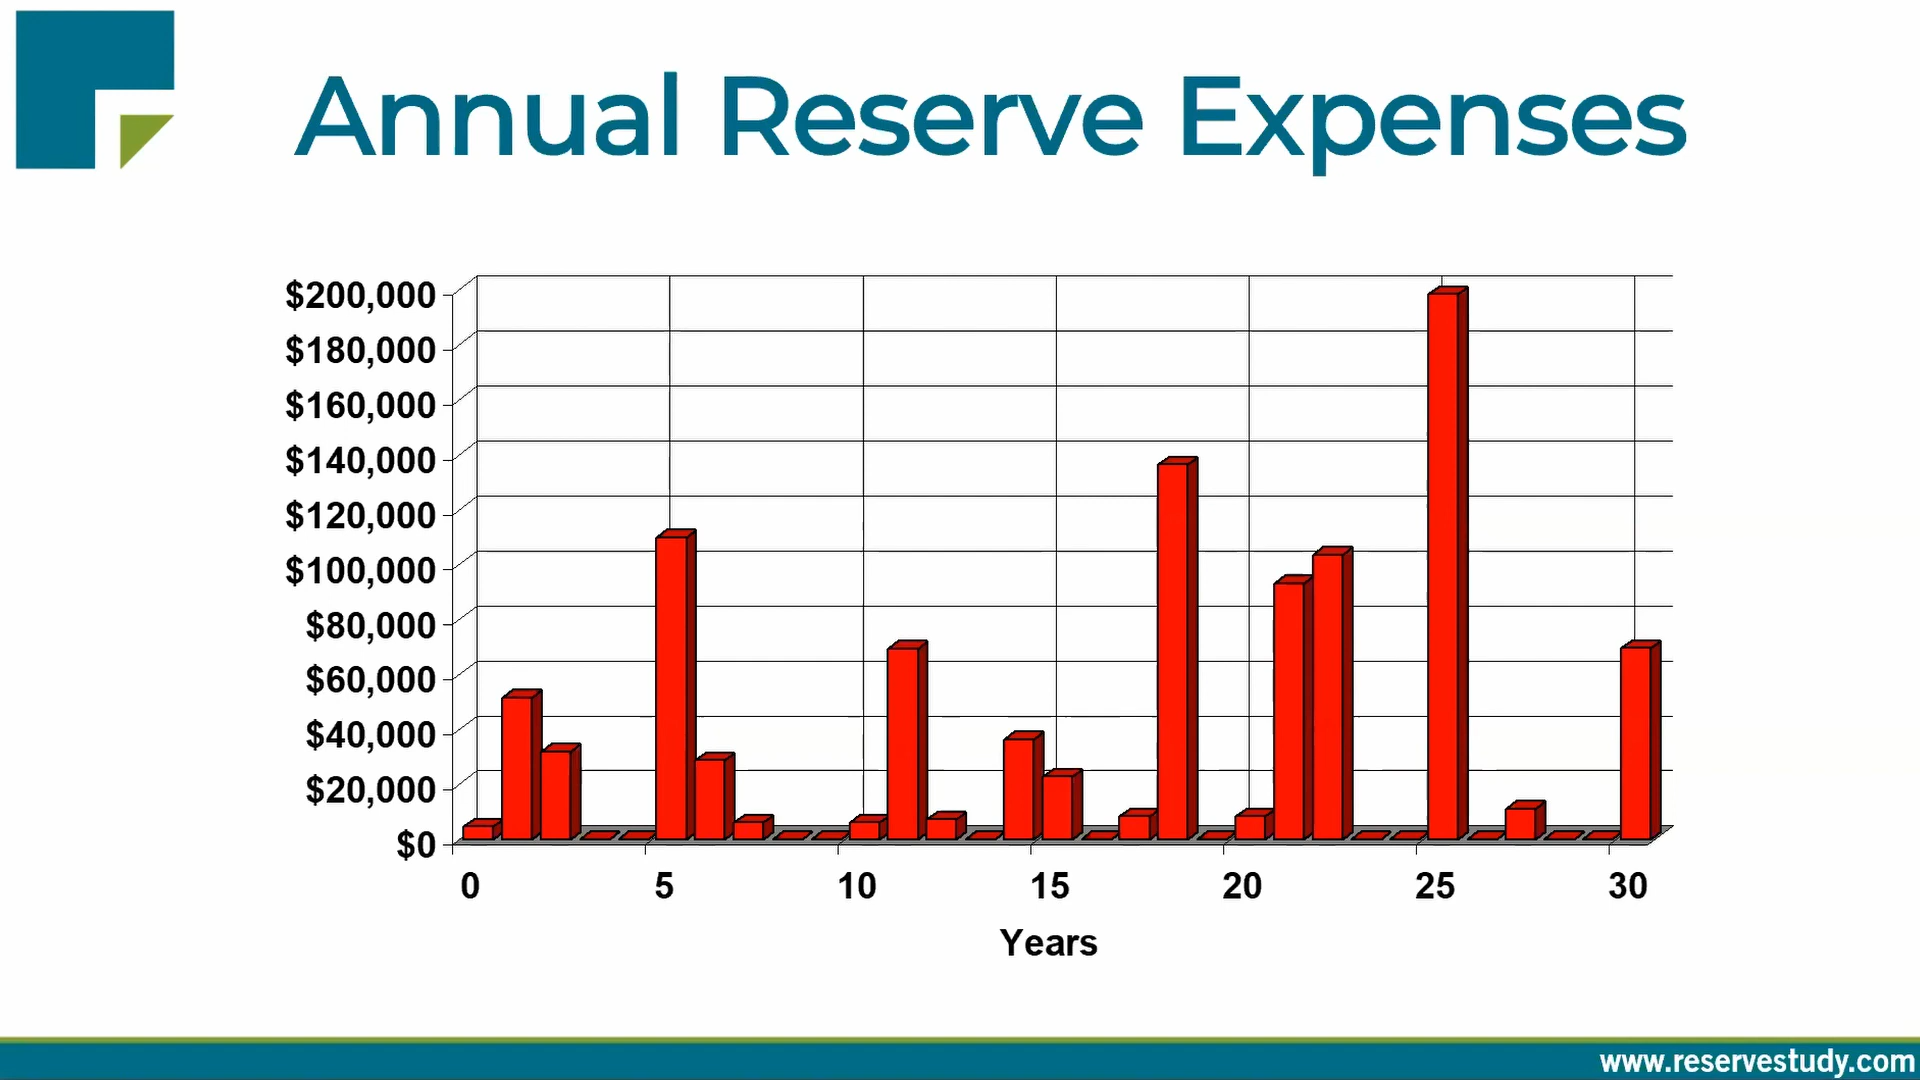 Annual Reserve Expenses
$200,000
$180,000
$160,000
$140,000
$120,000
$100,000
$80,000
$60,000
$40,000
$20,000
$0
0 5 10 15 20 25 30
Years
www.reservestudy.com